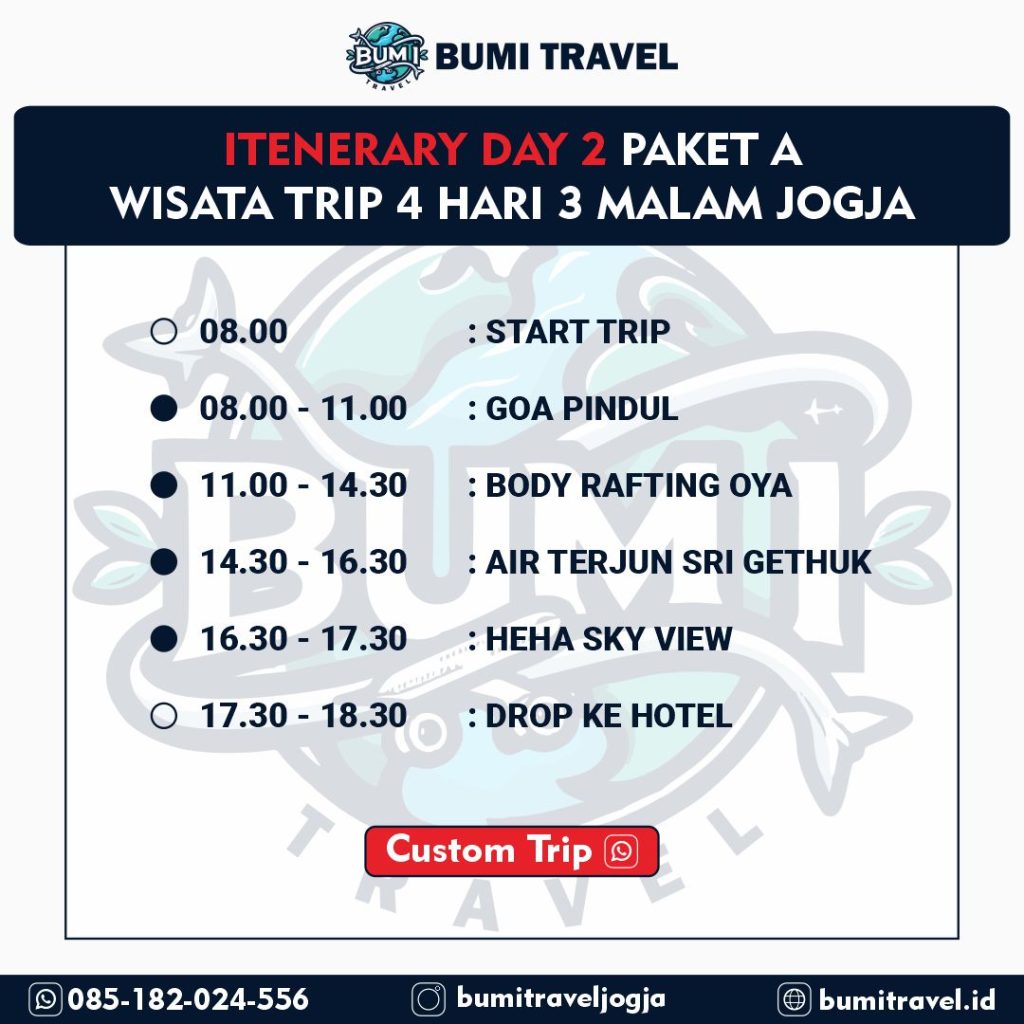 BUMI TRAVEL BUMI TRAVEL
ITENERARY DAY 2 PAKET A
WISATA TRIP 4 HARI 3 MALAM JOGJA
08.00 : START TRIP
08.00 - 11.00 : GOA PINDUL
11.00 - 14.30 : BODY RAFTING OYA
14.30 - 16.30 : AIR TERJUN SRI GETHUK
16.30 - 17.30 : HEHA SKY VIEW
17.30 - 18.30 : DROP KE HOTEL
BUMI
TRAVEL
Custom Trip
085-182-024-556 bumitraveljogja bumitravel.id